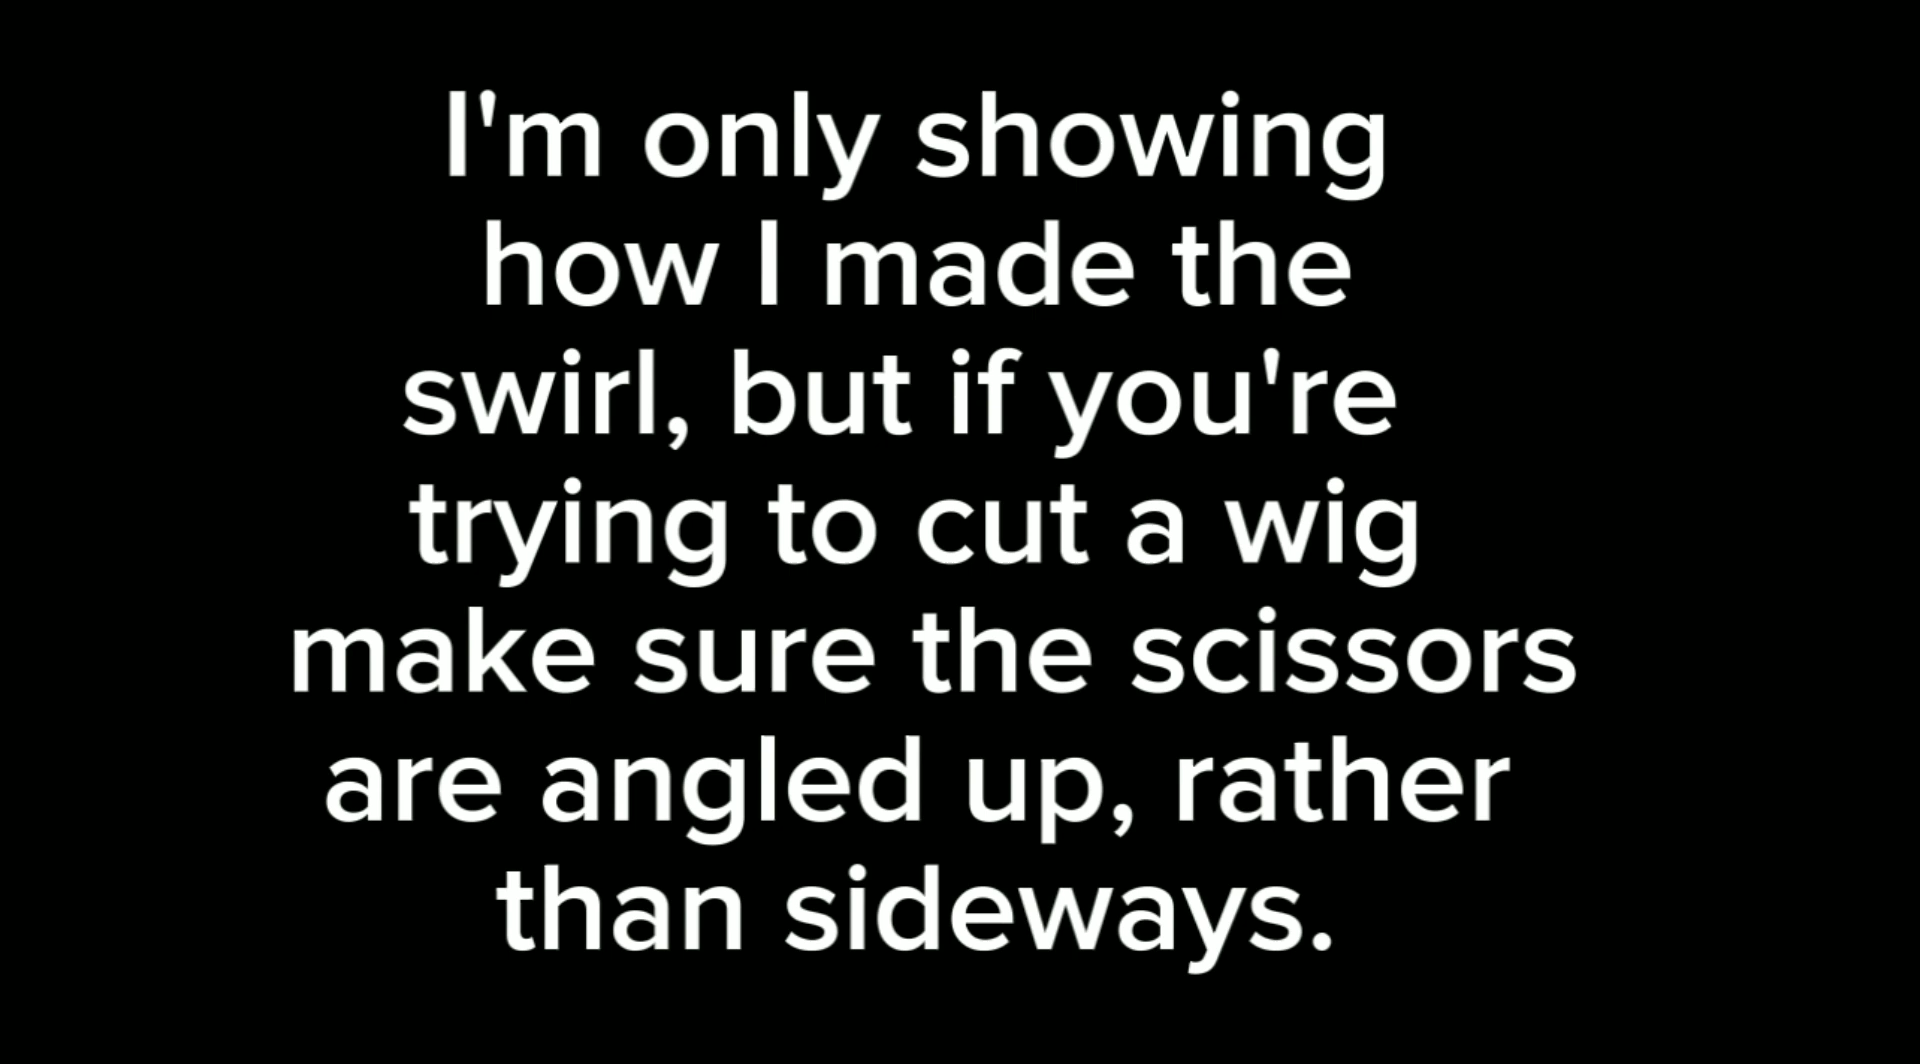 I'm only showing
how I made the
swirl, but if you're
trying to cut a wig
make sure the scissors
are angled up, rather
than sideways.